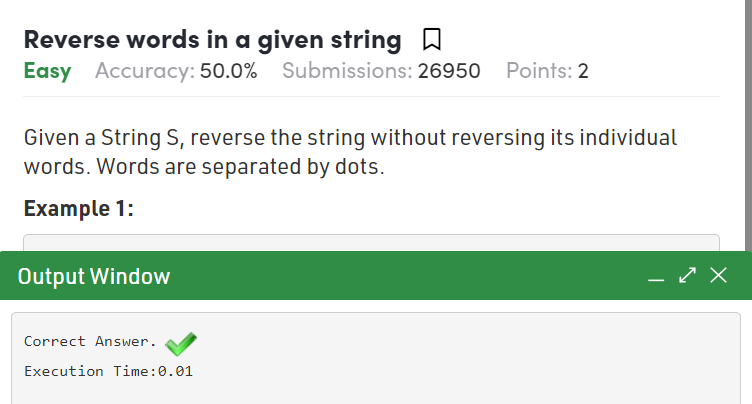 Reverse words in a given string
Easy Accuracy: 50.0% Submissions: 26950 Points: 2
Given a String S, reverse the string without reversing its individual
words. Words are separated by dots.
Example 1:
Output Window
Correct Answer.
Execution Time:0.01